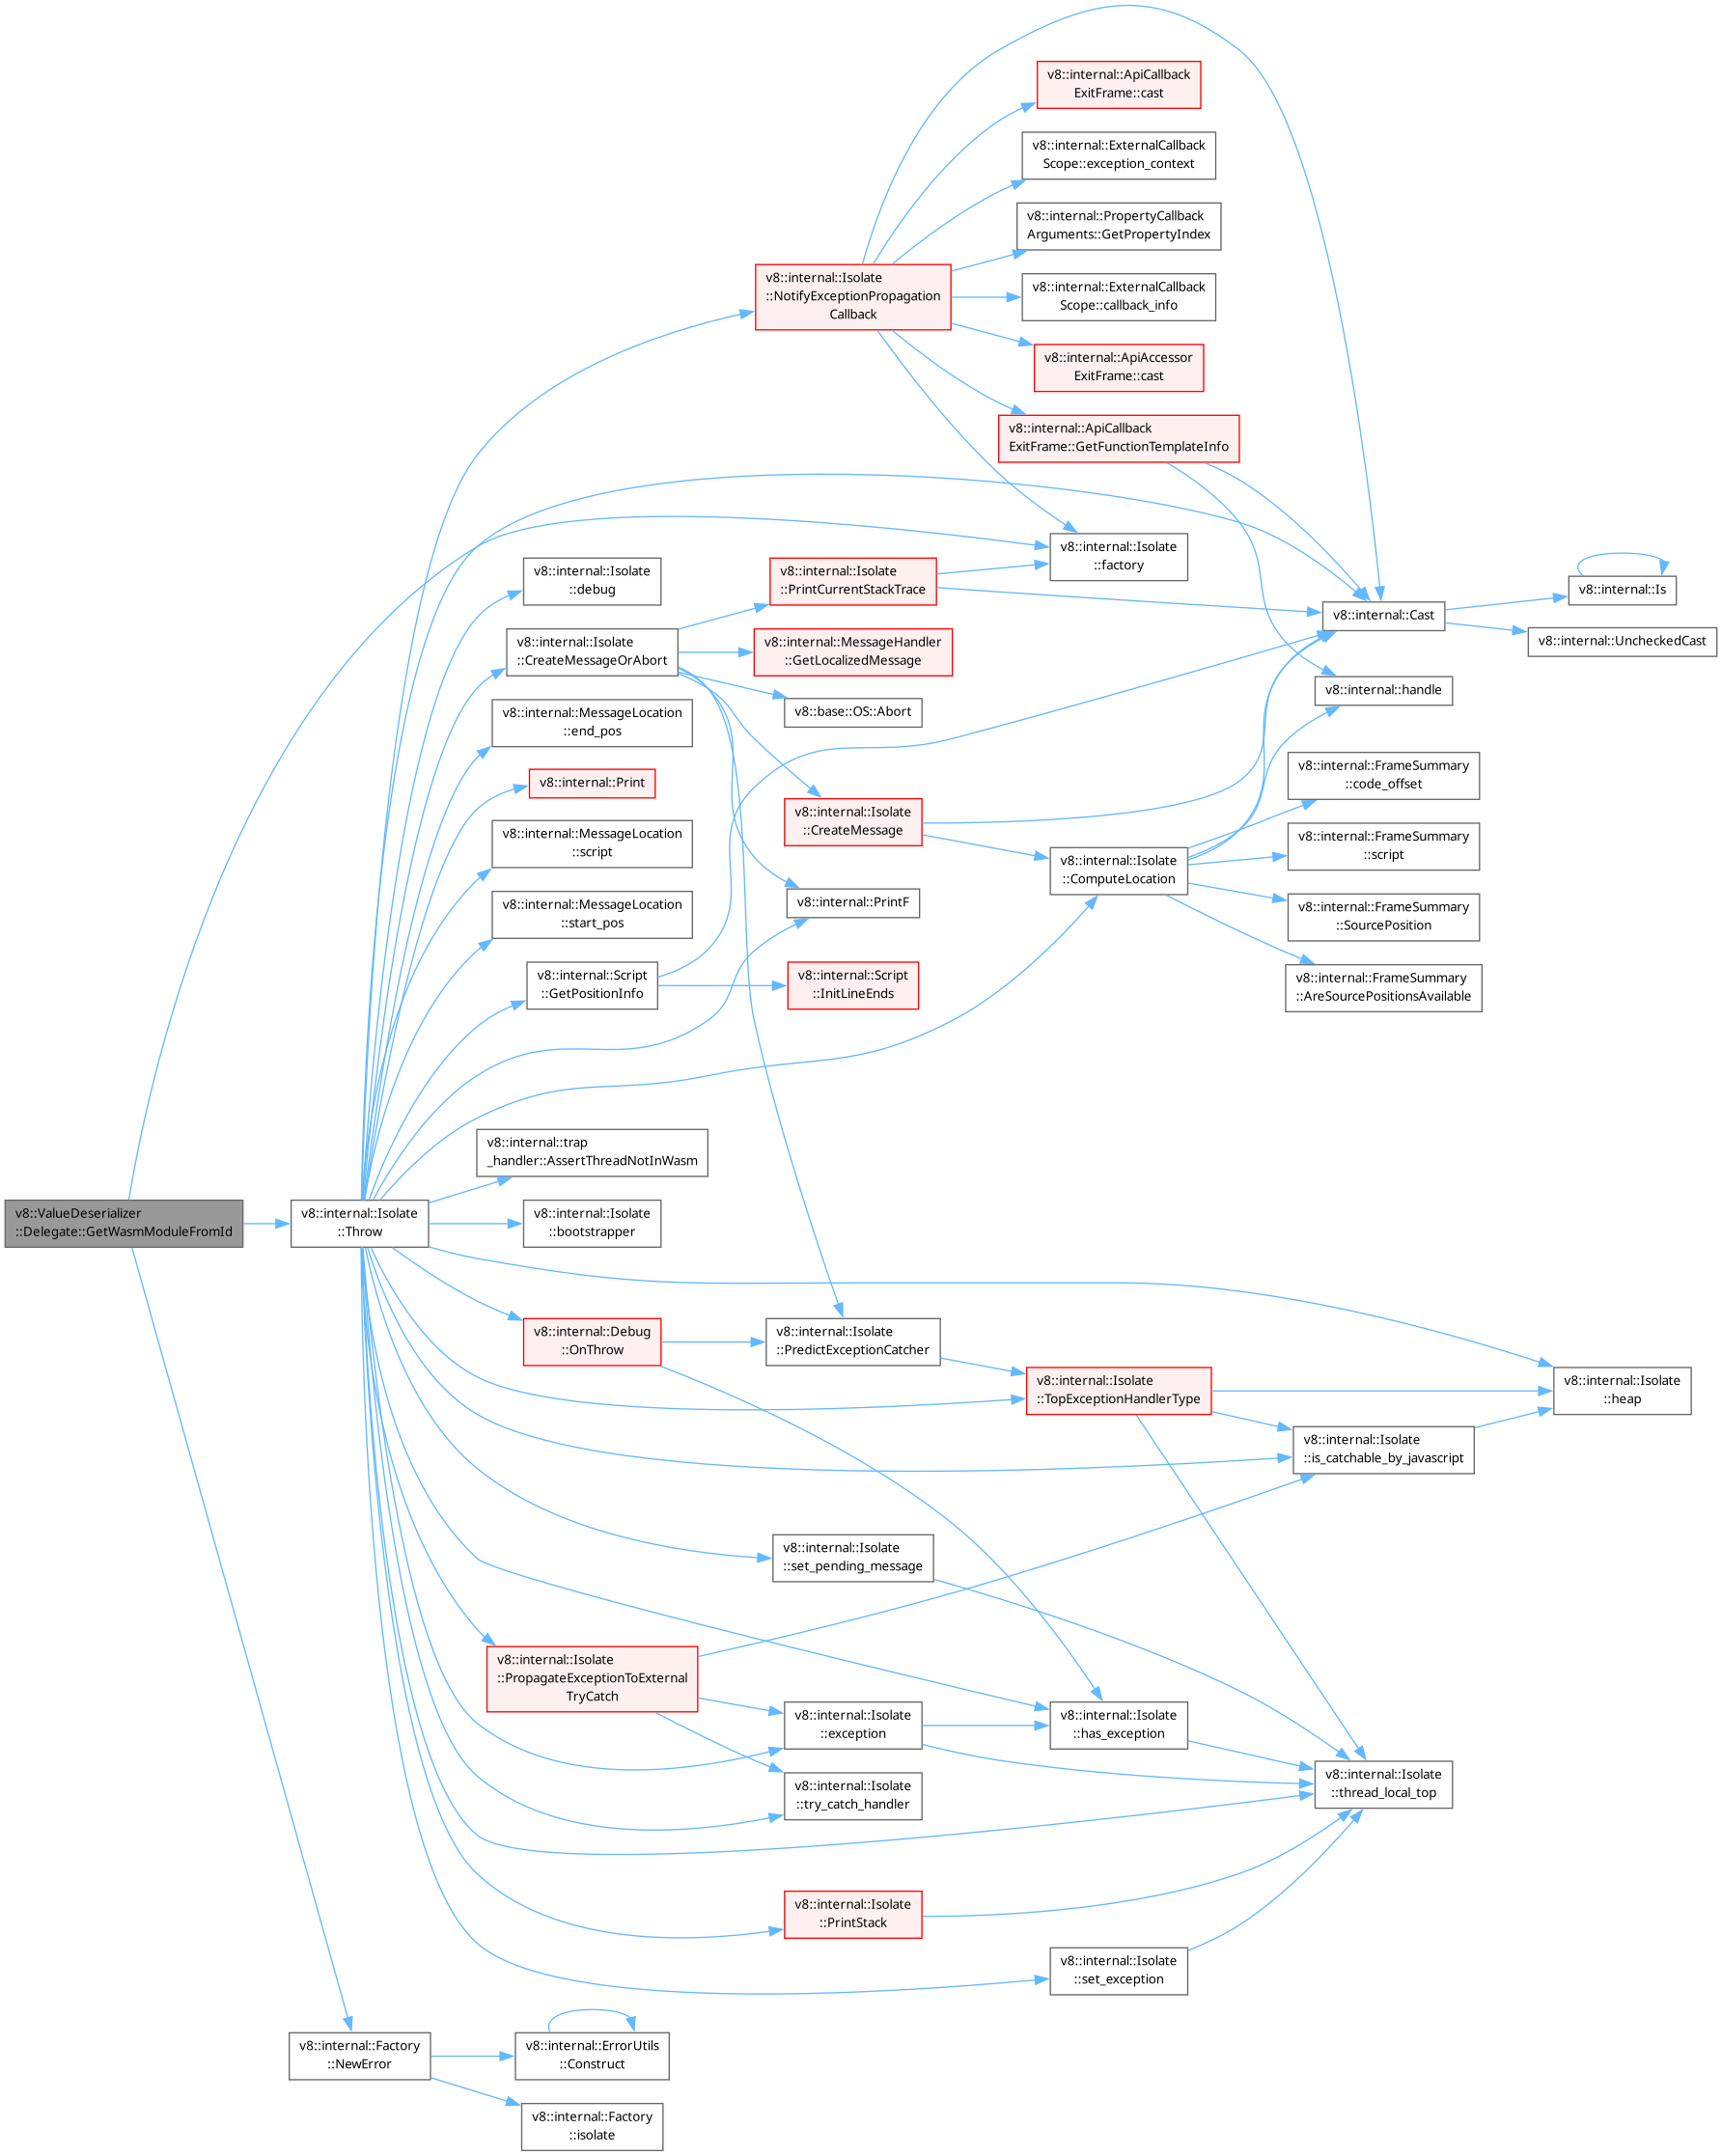 v8::internal::ApiCallback
ExitFrame::cast
v8::internal::ExternalCallback
Scope::exception_context
v8::internal::PropertyCallback
Arguments::GetPropertyIndex
v8::internal::Isolate
::NotifyExceptionPropagation
Callback
v8::internal::ExternalCallback
Scope::callback_info
v8::internal::ApiAccessor
ExitFrame::cast
v8::internal::ApiCallback
ExitFrame::GetFunctionTemplateInfo
v8::internal::Isolate
::factory
v8::internal::Isolate
::debug
v8::internal::Isolate
::PrintCurrentStackTrace
v8::internal::Is
v8::internal::Cast
v8::internal::UncheckedCast
v8::internal::Isolate
::CreateMessageOrAbort
v8::internal::MessageHandler
::GetLocalizedMessage
v8::internal::handle
v8::internal::MessageLocation
::end_pos
v8::base::OS::Abort
v8::internal::FrameSummary
::code_offset
v8::internal::Print
v8::internal::Isolate
::CreateMessage
v8::internal::MessageLocation
::script
v8::internal::FrameSummary
::script
v8::internal::Isolate
::ComputeLocation
v8::internal::PrintF
v8::internal::MessageLocation
::start_pos
v8::internal::FrameSummary
::SourcePosition
v8::internal::Script
::GetPositionInfo
v8::internal::Script
::InitLineEnds
v8::internal::FrameSummary
::AreSourcePositionsAvailable
v8::internal::trap
_handler::AssertThreadNotInWasm
v8::ValueDeserializer
::Delegate::GetWasmModuleFromId
v8::internal::Isolate
::Throw
v8::internal::Isolate
::bootstrapper
v8::internal::Debug
::OnThrow
v8::internal::Isolate
::PredictExceptionCatcher
v8::internal::Isolate
::TopExceptionHandlerType
v8::internal::Isolate
::heap
v8::internal::Isolate
::is_catchable_by_javascript
v8::internal::Isolate
::set_pending_message
v8::internal::Isolate
::PropagateExceptionToExternal
TryCatch
v8::internal::Isolate
::exception
v8::internal::Isolate
::has_exception
v8::internal::Isolate
::try_catch_handler
v8::internal::Isolate
::thread_local_top
v8::internal::Isolate
::PrintStack
v8::internal::Isolate
::set_exception
v8::internal::Factory
::NewError
v8::internal::ErrorUtils
::Construct
v8::internal::Factory
::isolate